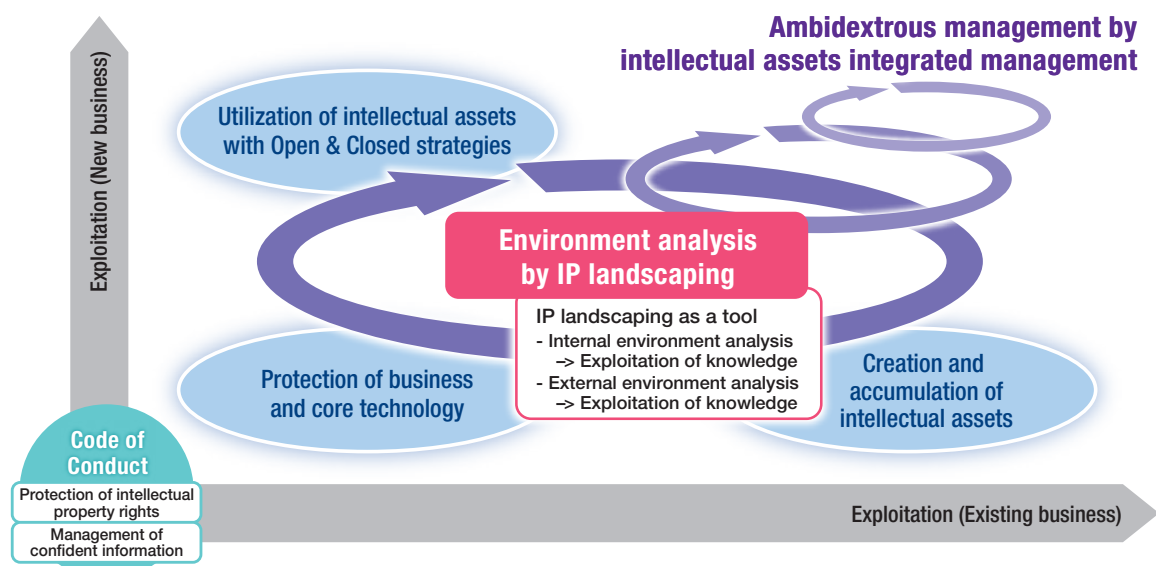 Ambidextrous management by
intellectual assets integrated management
Exploitation (New business)
Utilization of intellectual assets
with Open & Closed strategies
Environment analysis
by IP landscaping
IP landscaping as a tool
- Internal environment analysis
–> Exploitation of knowledge
- External environment analysis
–> Exploitation of knowledge
Protection of business
and core technology
Creation and
accumulation of
intellectual assets
Code of
Conduct
Protection of intellectual
property rights
Management of
confident information
Exploitation (Existing business)